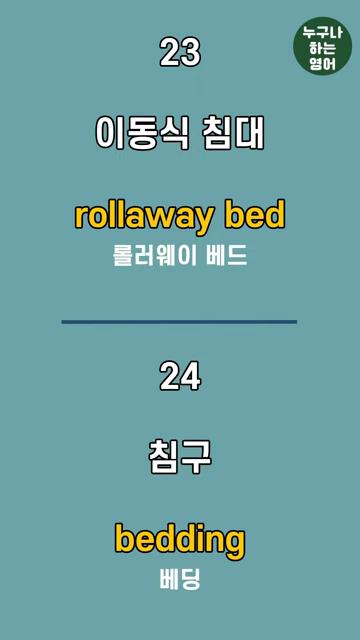 23
누구나
하는
영어
이동식 침대
rollaway bed
롤러웨이 베드
24
침구
bedding
베딩